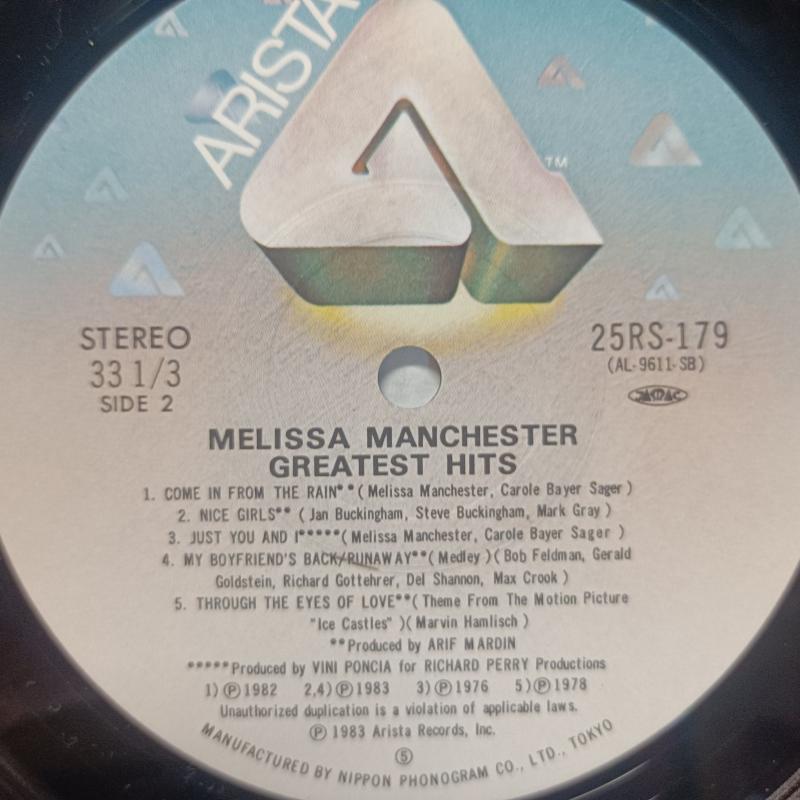 ARISTA
TM
STEREO
33 1/3
SIDE 2
25RS-179
(AL-9611-SB)
MELISSA MANCHESTER
GREATEST HITS
1. COME IN FROM THE RAIN**(Melissa Manchester, Carole Bayer Sager)
2. NICE GIRLS** (Jan Buckingham, Steve Buckingham, Mark Gray)
3. JUST YOU AND I*****(Melissa Manchester, Carole Bayer Sager)
4. MY BOYFRIEND'S BACK/RUNAWAY**(Medley)(Bob Feldman, Gerald
Goldstein, Richard Gottehrer, Del Shannon, Max Crook)
5. THROUGH THE EYES OF LOVE**(Theme From The Motion Picture
"Ice Castles")(Marvin Hamlisch)
**Produced by ARIF MARDIN
*****Produced by VINI PONCIA for RICHARD PERRY Productions
1)Ⓟ1982 2,4)Ⓟ1983 3)Ⓟ1976 5)Ⓟ1978
Unauthorized duplication is a violation of applicable laws.
Ⓟ 1983 Arista Records, Inc.
⑤
MANUFACTURED BY NIPPON PHONOGRAM CO., LTD., TOKYO